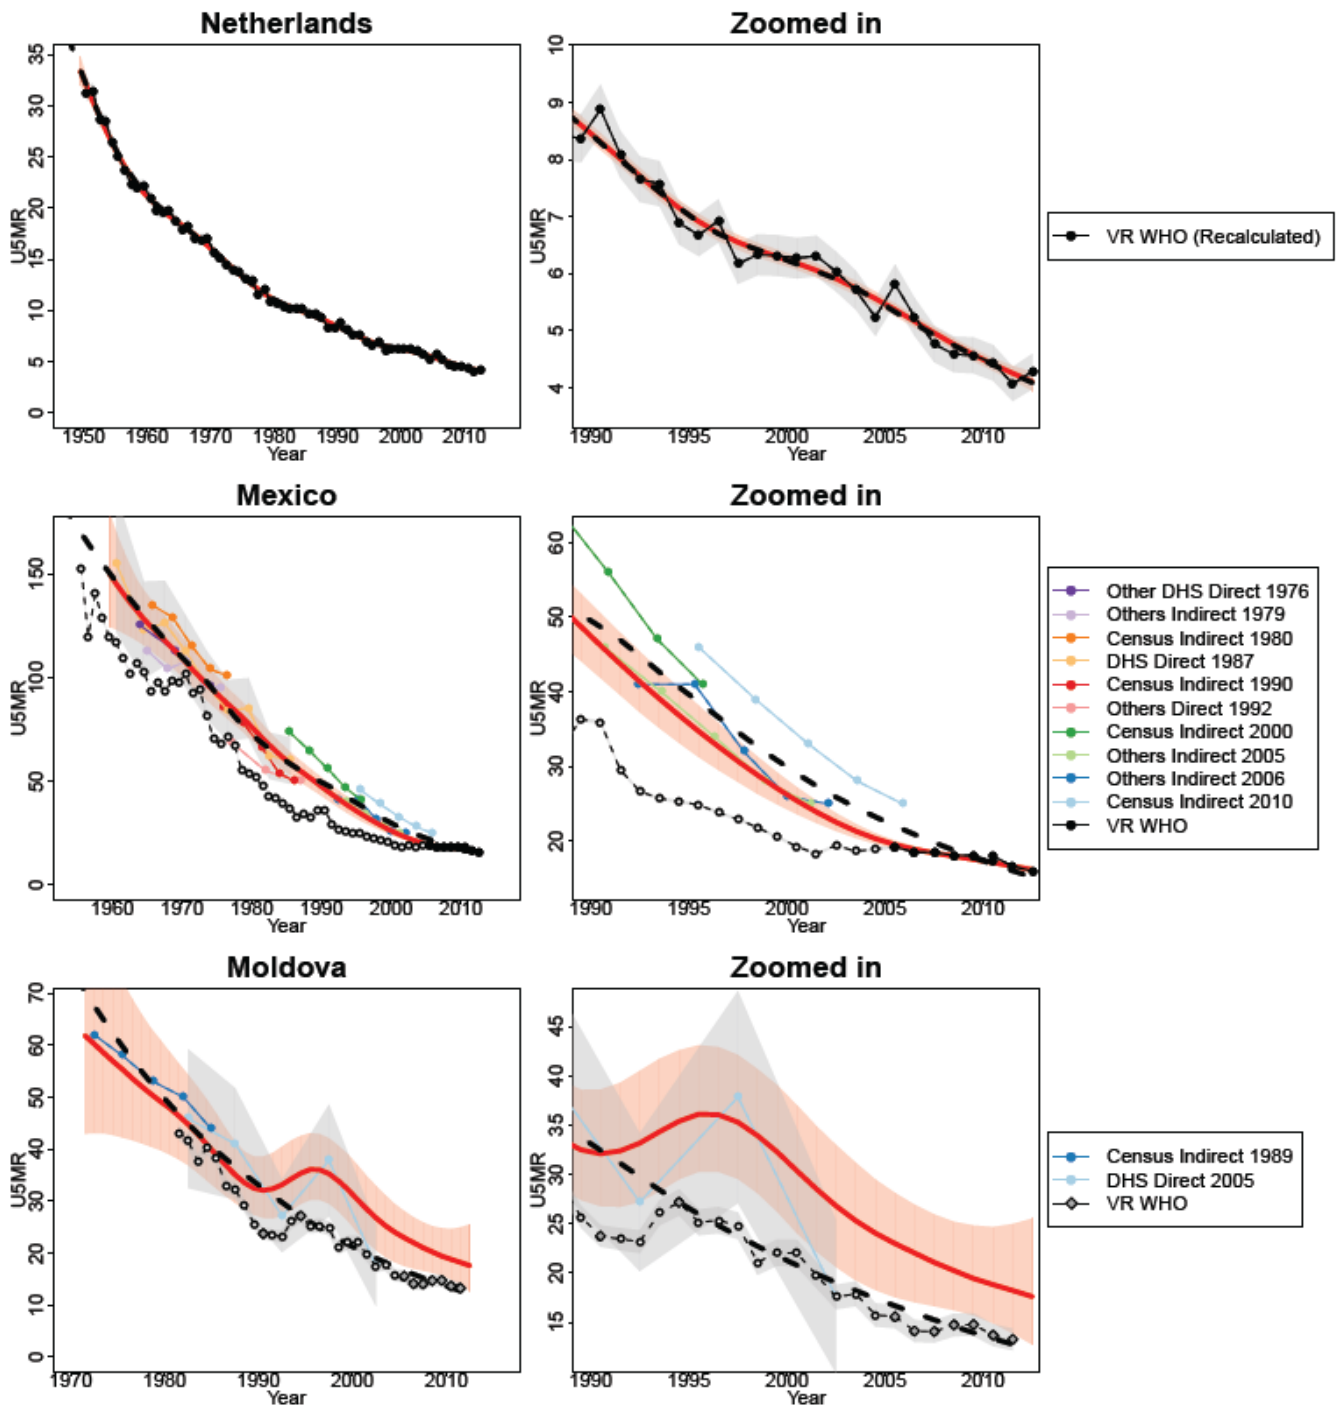 Netherlands
Zoomed in
U5MR
35
30
25
20
15
10
5
0
1950 1960 1970 1980 1990 2000 2010
Year
U5MR
10
9
8
7
6
5
4
1990 1995 2000 2005 2010
Year
VR WHO (Recalculated)
Mexico
Zoomed in
U5MR
150
100
50
0
1960 1970 1980 1990 2000 2010
Year
U5MR
60
50
40
30
20
1990 1995 2000 2005 2010
Year
Other DHS Direct 1976
Others Indirect 1979
Census Indirect 1980
DHS Direct 1987
Census Indirect 1990
Others Direct 1992
Census Indirect 2000
Others Indirect 2005
Others Indirect 2006
Census Indirect 2010
VR WHO
Moldova
Zoomed in
U5MR
70
60
50
40
30
20
10
0
1970 1980 1990 2000 2010
Year
U5MR
45
40
35
30
25
20
15
1990 1995 2000 2005 2010
Year
Census Indirect 1989
DHS Direct 2005
VR WHO